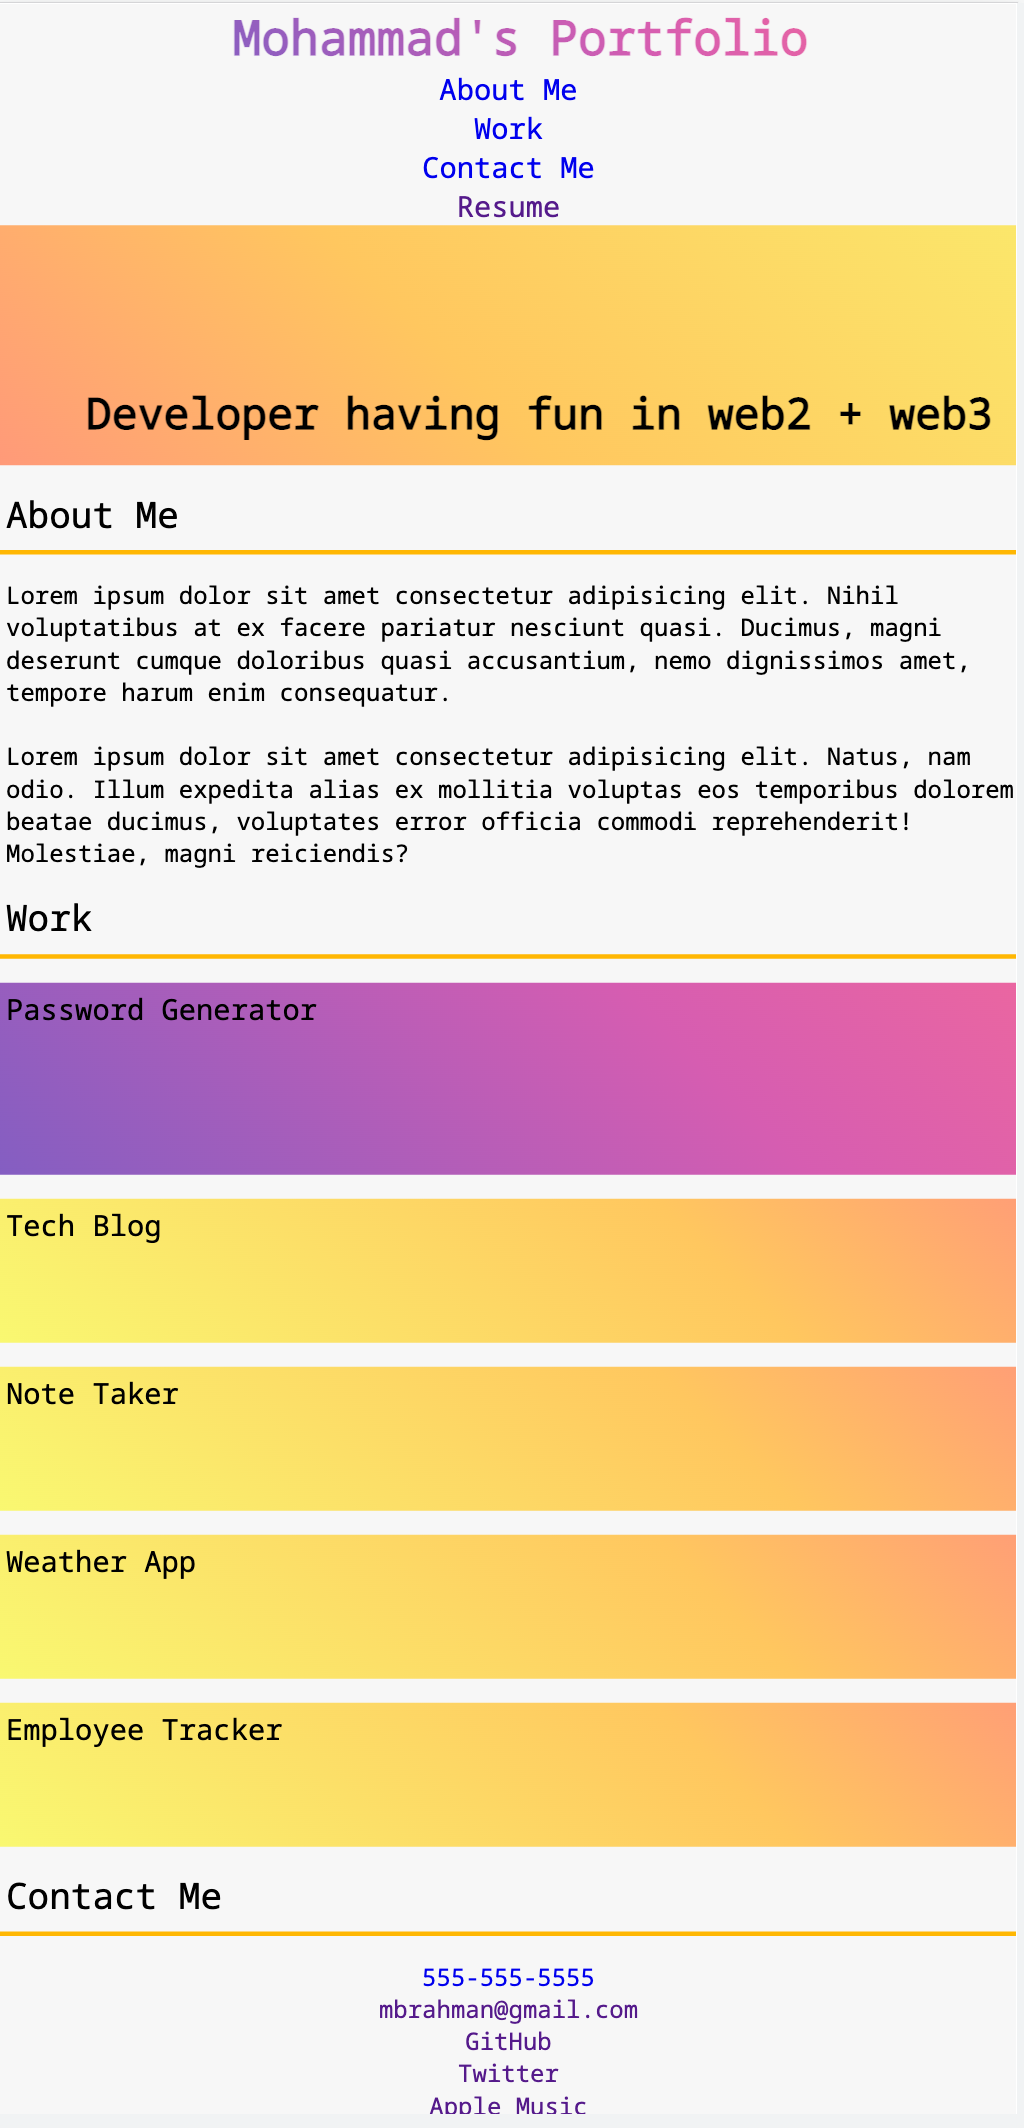 Mohammad's Portfolio
About Me
Work
Contact Me
Resume
Developer having fun in web2 + web3
About Me
Lorem ipsum dolor sit amet consectetur adipisicing elit. Nihil
voluptatibus at ex facere pariatur nesciunt quasi. Ducimus, magni
deserunt cumque doloribus quasi accusantium, nemo dignissimos amet,
tempore harum enim consequatur.
Lorem ipsum dolor sit amet consectetur adipisicing elit. Natus, nam
odio. Illum expedita alias ex mollitia voluptas eos temporibus dolorem
beatae ducimus, voluptates error officia commodi reprehenderit!
Molestiae, magni reiciendis?
Work
Password Generator
Tech Blog
Note Taker
Weather App
Employee Tracker
Contact Me
555-555-5555
mbrahman@gmail.com
GitHub
Twitter
Apple Music